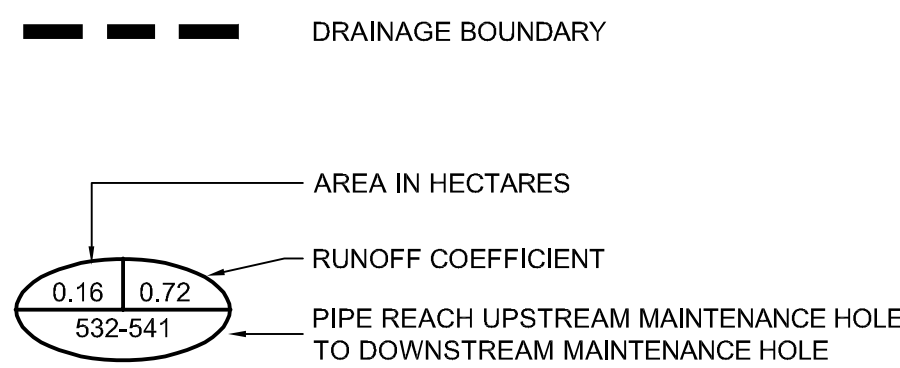 DRAINAGE BOUNDARY
AREA IN HECTARES
RUNOFF COEFFICIENT
0.16 0.72
532-541
PIPE REACH UPSTREAM MAINTENANCE HOLE
TO DOWNSTREAM MAINTENANCE HOLE